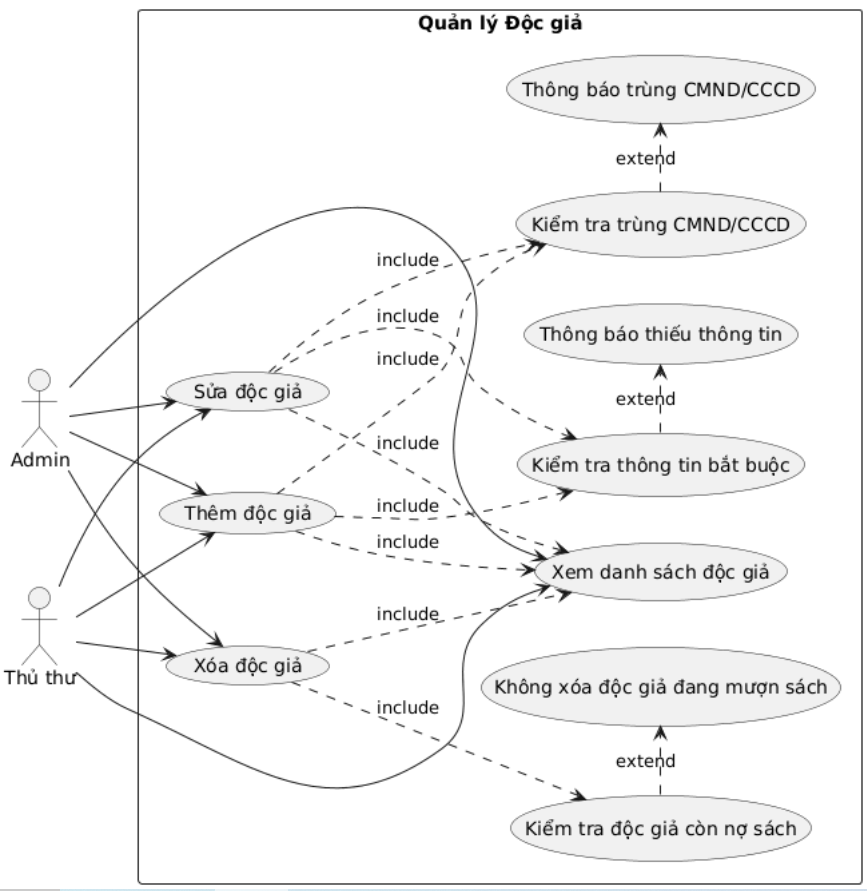 Quản lý Độc giả
Thông báo trùng CMND/CCCD
extend
Kiểm tra trùng CMND/CCCD
include
include
Thông báo thiếu thông tin
include
Sửa độc giả
extend
Admin
include
Kiểm tra thông tin bắt buộc
include
Thêm độc giả
include
Xem danh sách độc giả
include
Xóa độc giả
Thủ thư
Không xóa độc giả đang mượn sách
include
extend
Kiểm tra độc giả còn nợ sách